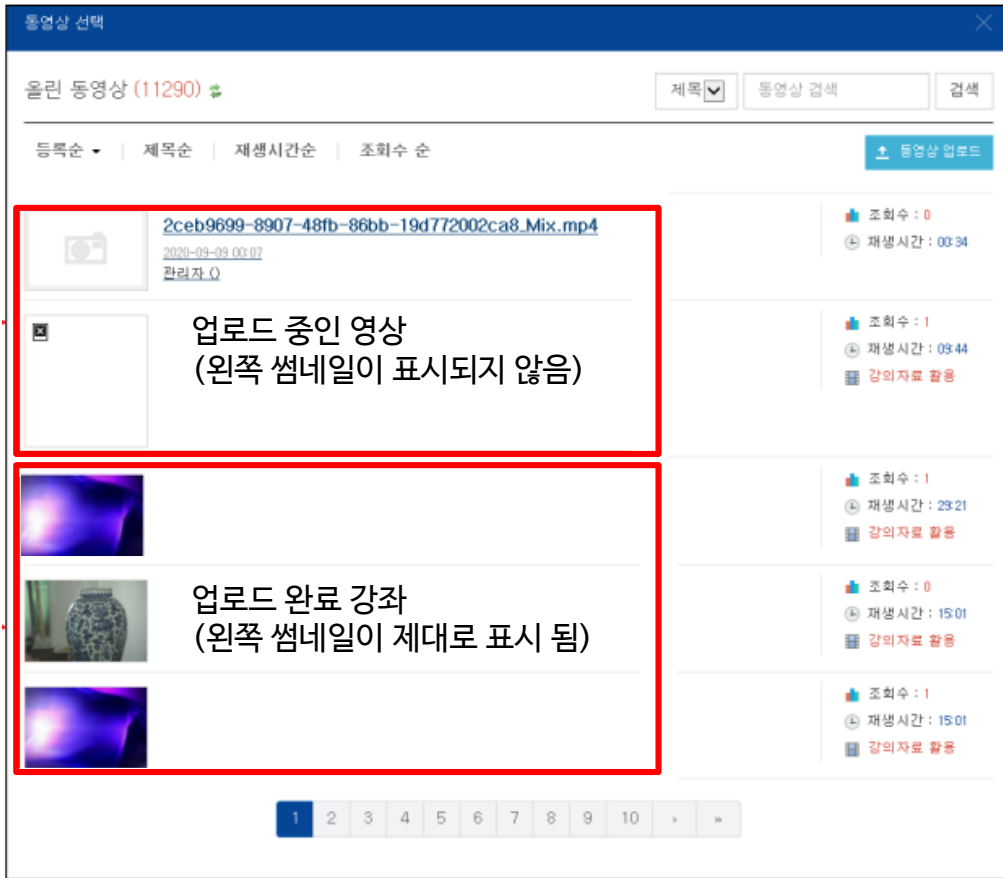 동영상 선택
올린 동영상 (11290)
제목
동영상 검색
검색
등록순
제목순
재생시간순
조회수 순
동영상 업로드
2ceb9699-8907-48fb-86bb-19d772002ca8_Mix.mp4
2020-09-09 00:07
관리자 ()
조회수 : 0
재생시간 : 00:34
업로드 중인 영상
(왼쪽 썸네일이 표시되지 않음)
조회수 : 1
재생시간 : 09:44
강의자료 활용
조회수 : 1
재생시간 : 29:21
강의자료 활용
업로드 완료 강좌
(왼쪽 썸네일이 제대로 표시 됨)
조회수 : 0
재생시간 : 15:01
강의자료 활용
조회수 : 1
재생시간 : 15:01
강의자료 활용
1 2 3 4 5 6 7 8 9 10 › »